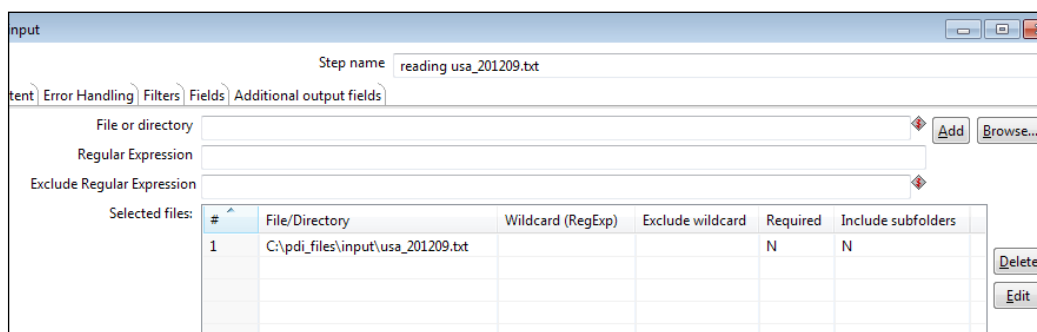 nput
Step name reading usa_201209.txt
tent Error Handling Filters Fields Additional output fields
File or directory Add Browse...
Regular Expression
Exclude Regular Expression
Selected files: # File/Directory Wildcard (RegExp) Exclude wildcard Required Include subfolders
1 C:\pdi_files\input\usa_201209.txt N N
Delete
Edit